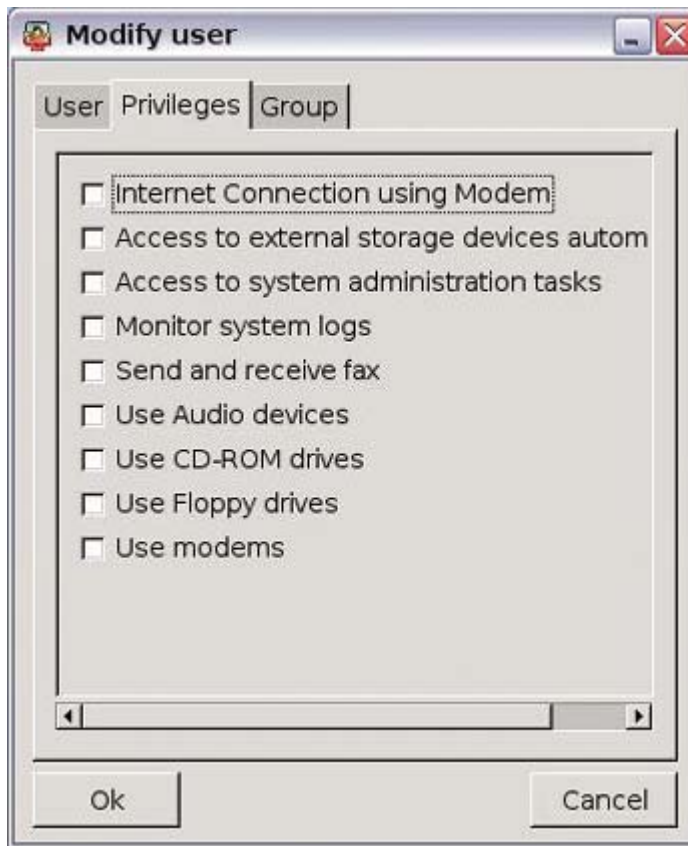 Modify user
User Privileges Group
Internet Connection using Modem
Access to external storage devices autom
Access to system administration tasks
Monitor system logs
Send and receive fax
Use Audio devices
Use CD-ROM drives
Use Floppy drives
Use modems
Ok Cancel